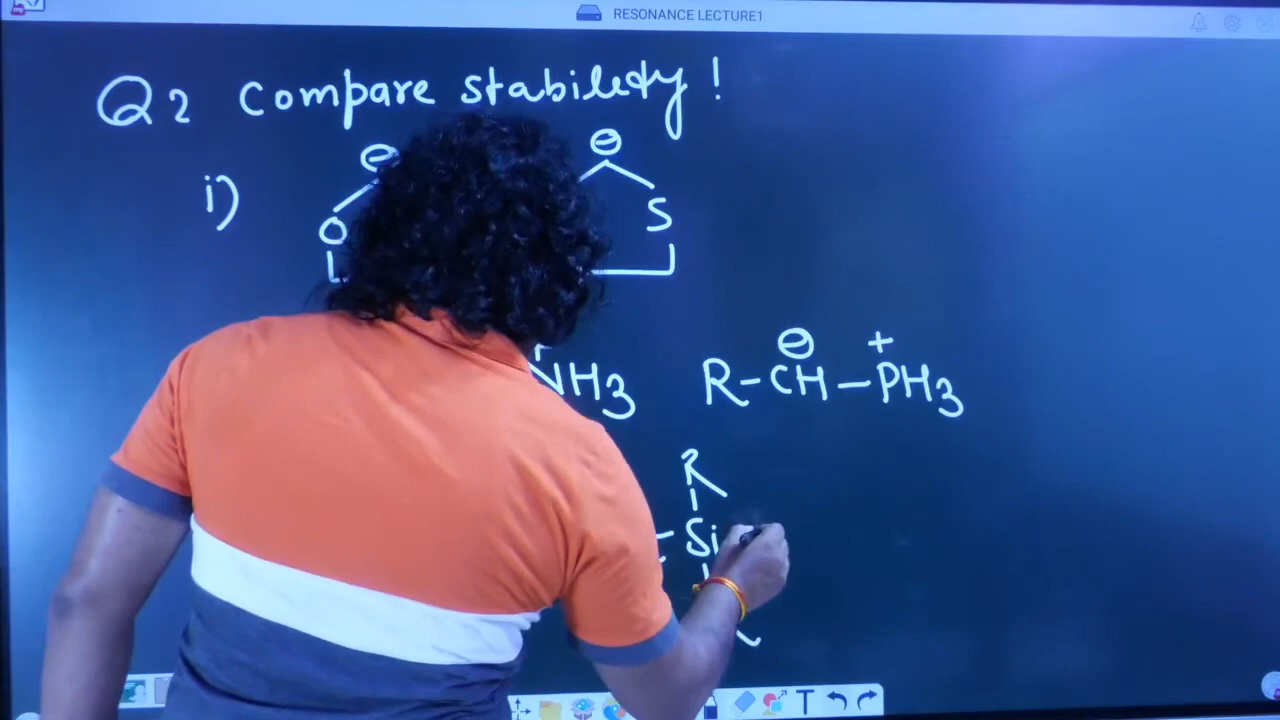 RESONANCE LECTURE1
Q2 Compare stability !
i)
⊖ ⊖
O S
+ ⊖ +
NH3 R-CH-PH3
R
Si
T